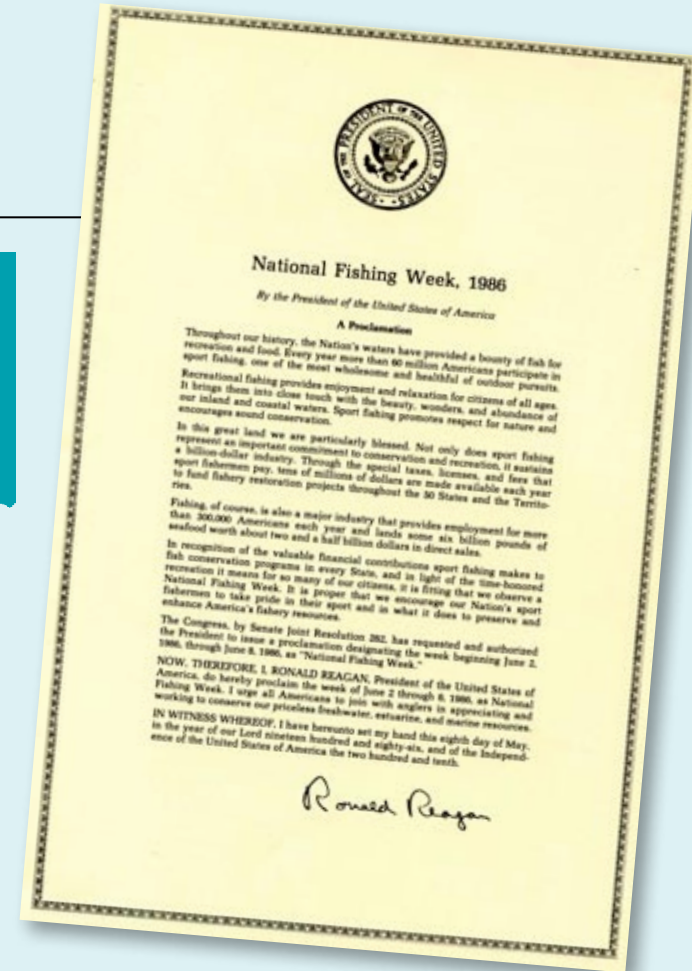 SEAL OF THE PRESIDENT OF THE UNITED STATES
National Fishing Week, 1986
By the President of the United States of America
A Proclamation
Throughout our history, the Nation's waters have provided a bounty of fish for
recreation and food. Every year more than 60 million Americans participate in
sport fishing, one of the most wholesome and healthful of outdoor pursuits.
Recreational fishing provides enjoyment and relaxation for citizens of all ages.
It brings them into close touch with the beauty, wonders, and abundance of
our inland and coastal waters. Sport fishing promotes respect for nature and
encourages sound conservation.
In this great land we are particularly blessed. Not only does sport fishing
represent an important commitment to conservation and recreation, it sustains
a billion-dollar industry. Through the special taxes, licenses, and fees that
sport fishermen pay, tens of millions of dollars are made available each year
to fund fishery restoration projects throughout the 50 States and the Territo-
ries.
Fishing, of course, is also a major industry that provides employment for more
than 300,000 Americans each year and lands some six billion pounds of
seafood worth about two and a half billion dollars in direct sales.
In recognition of the valuable financial contributions sport fishing makes to
fish conservation programs in every State, and in light of the time-honored
recreation it means for so many of our citizens, it is fitting that we observe a
National Fishing Week. It is proper that we encourage our Nation's sport
fishermen to take pride in their sport and in what it does to preserve and
enhance America's fishery resources.
The Congress, by Senate Joint Resolution 282, has requested and authorized
the President to issue a proclamation designating the week beginning June 2,
1986, through June 8, 1986, as "National Fishing Week."
NOW, THEREFORE, I, RONALD REAGAN, President of the United States of
America, do hereby proclaim the week of June 2 through 8, 1986, as National
Fishing Week. I urge all Americans to join with anglers in appreciating and
working to conserve our priceless freshwater, estuarine, and marine resources.
IN WITNESS WHEREOF, I have hereunto set my hand this eighth day of May,
in the year of our Lord nineteen hundred and eighty-six, and of the Independ-
ence of the United States of America the two hundred and tenth.
Ronald Reagan